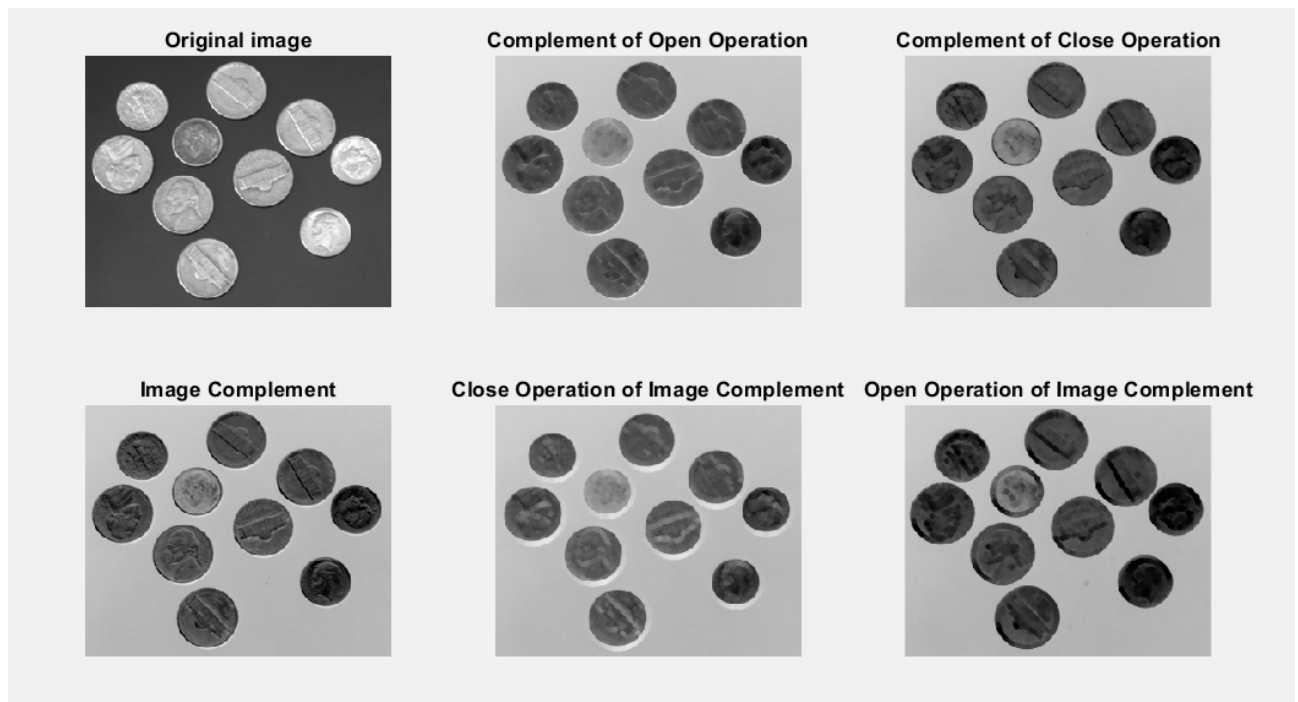 Original image
Complement of Open Operation
Complement of Close Operation
Image Complement
Close Operation of Image Complement
Open Operation of Image Complement